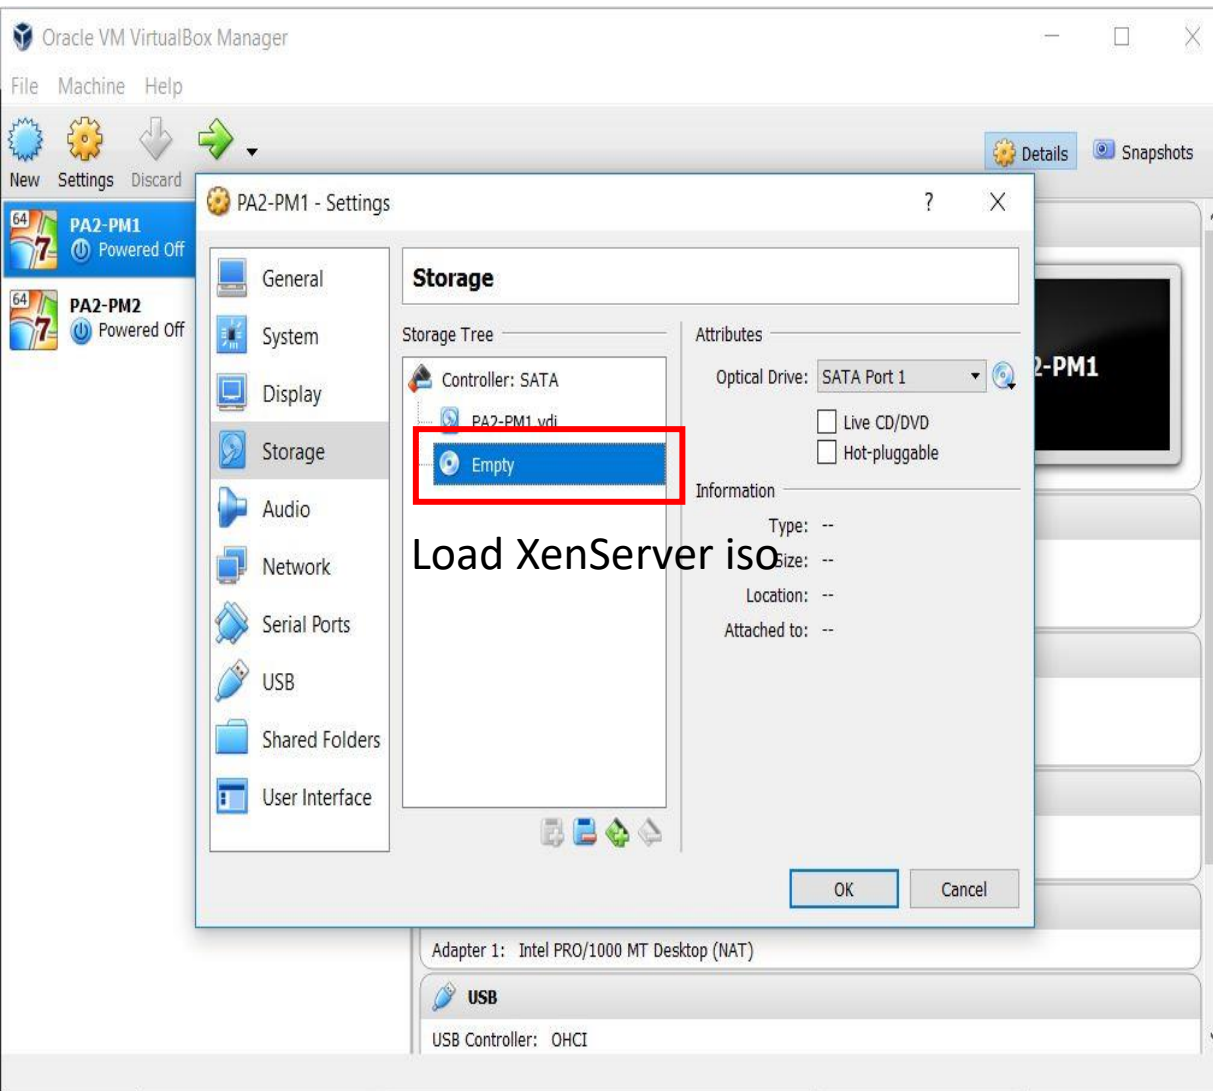 Oracle VM VirtualBox Manager
File Machine Help
New Settings Discard
Details Snapshots
64
7
PA2-PM1
Powered Off
64
7
PA2-PM2
Powered Off
PA2-PM1 - Settings
General
System
Display
Storage
Audio
Network
Serial Ports
USB
Shared Folders
User Interface
Storage
Storage Tree
Controller: SATA
PA2-PM1.vdi
Empty
Load XenServer iso
Attributes
Optical Drive: SATA Port 1
Live CD/DVD
Hot-pluggable
Information
Type: --
Size: --
Location: --
Attached to: --
OK Cancel
2-PM1
Adapter 1: Intel PRO/1000 MT Desktop (NAT)
USB
USB Controller: OHCI